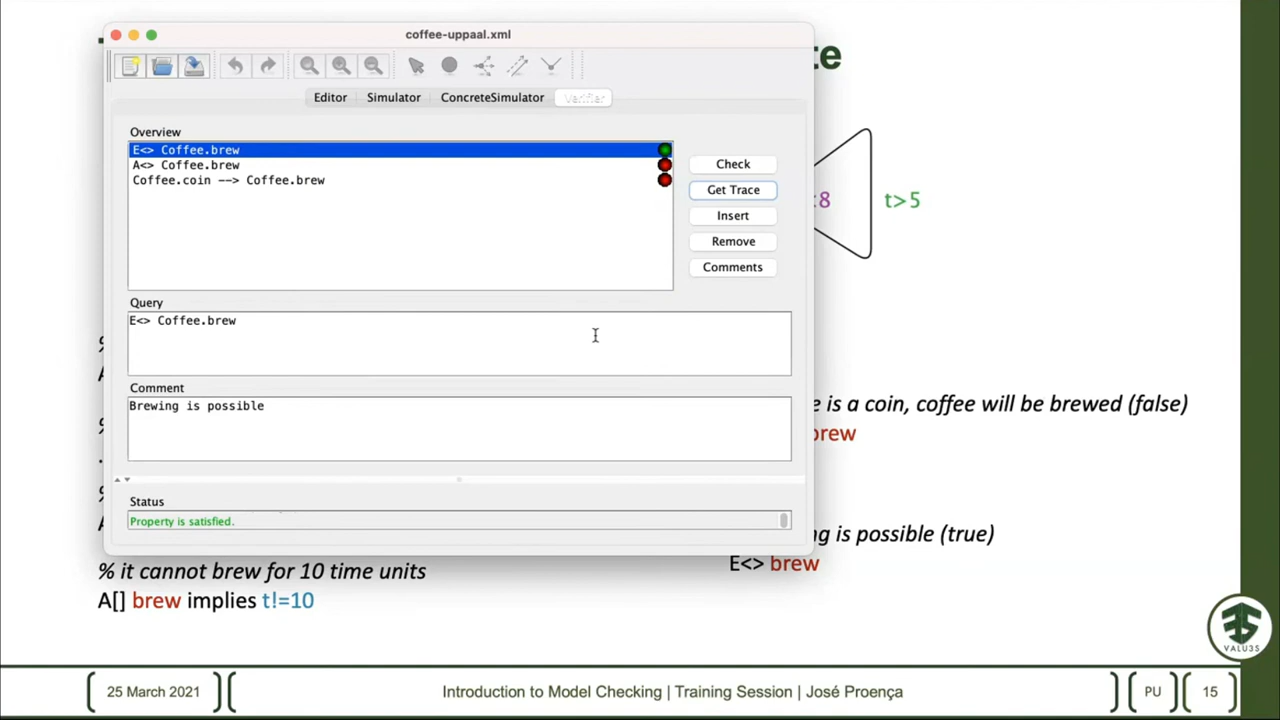 coffee-uppaal.xml
te
Editor
Simulator
ConcreteSimulator
Verifier
Overview
E<> Coffee.brew
A<> Coffee.brew
Coffee.coin --> Coffee.brew
Check
Get Trace
Insert
Remove
Comments
:8
t>5
Query
E<> Coffee.brew
Comment
Brewing is possible
e is a coin, coffee will be brewed (false)
brew
Status
Property is satisfied.
ng is possible (true)
E<> brew
% it cannot brew for 10 time units
A[] brew implies t!=10
VALU3S
25 March 2021
Introduction to Model Checking | Training Session | José Proença
PU
15